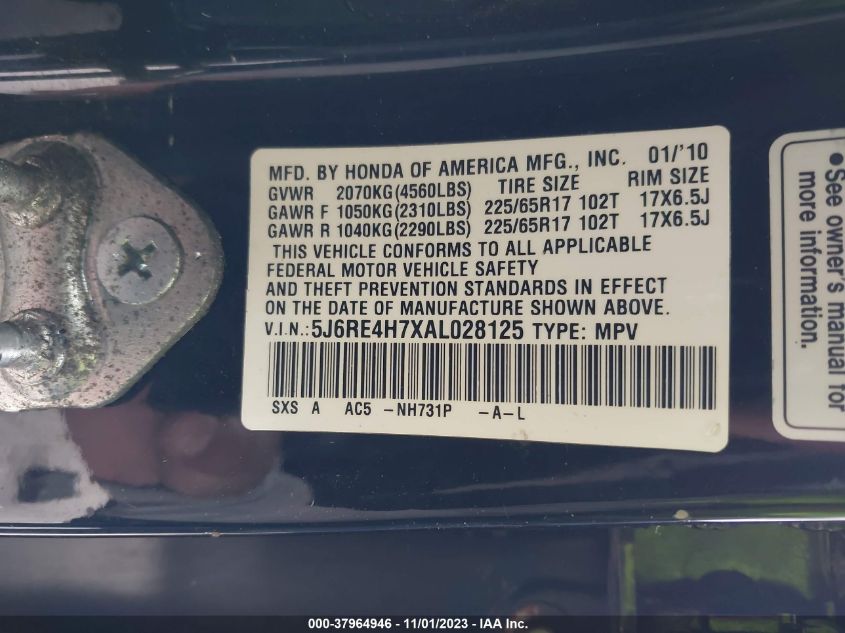 MFD. BY HONDA OF AMERICA MFG., INC. 01/'10
GVWR 2070KG(4560LBS) TIRE SIZE RIM SIZE
GAWR F 1050KG(2310LBS) 225/65R17 102T 17X6.5J
GAWR R 1040KG(2290LBS) 225/65R17 102T 17X6.5J
THIS VEHICLE CONFORMS TO ALL APPLICABLE
FEDERAL MOTOR VEHICLE SAFETY
AND THEFT PREVENTION STANDARDS IN EFFECT
ON THE DATE OF MANUFACTURE SHOWN ABOVE.
V.I.N.: 5J6RE4H7XAL028125 TYPE: MPV
SXS A AC5 -NH731P -A-L
•See owner's manual for
more information.
000-37964946 - 11/01/2023 - IAA Inc.